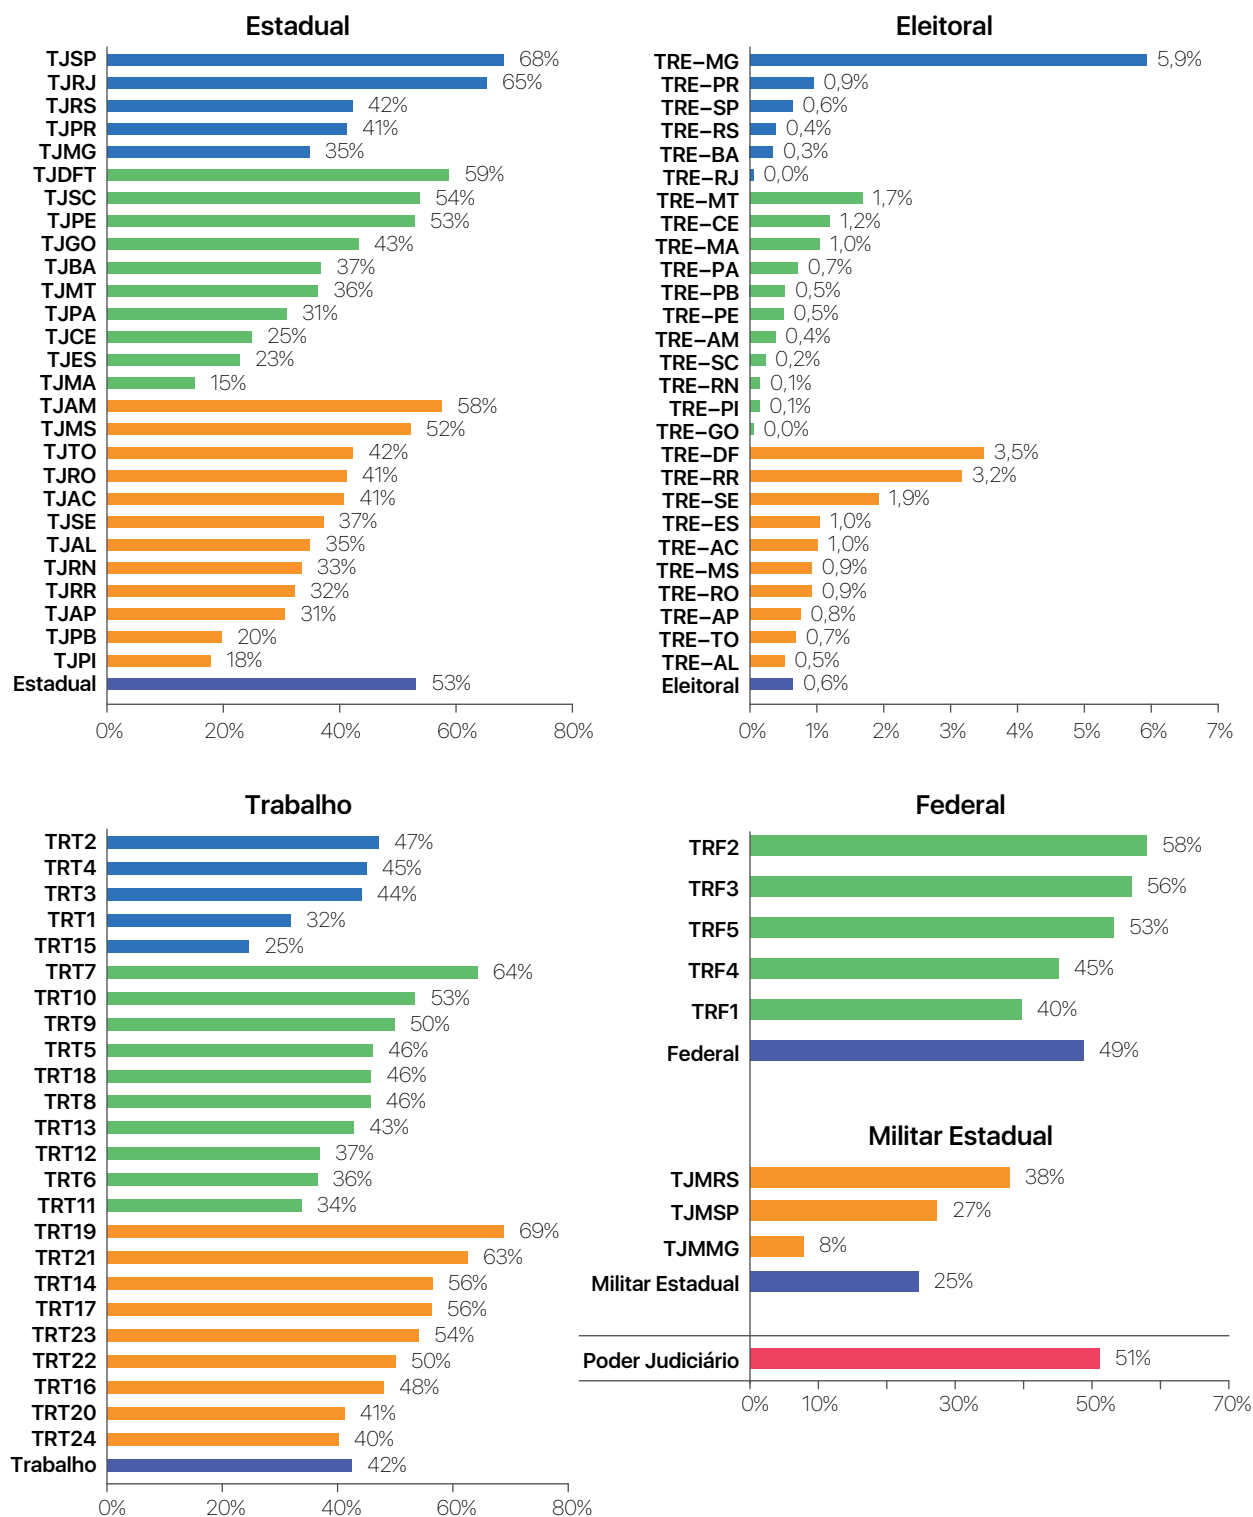 Estadual
TJSP 68%
TJRJ 65%
TJRS 42%
TJPR 41%
TJMG 35%
TJDFT 59%
TJSC 54%
TJPE 53%
TJGO 43%
TJBA 37%
TJMT 36%
TJPA 31%
TJCE 25%
TJES 23%
TJMA 15%
TJAM 58%
TJMS 52%
TJTO 42%
TJRO 41%
TJAC 41%
TJSE 37%
TJAL 35%
TJRN 33%
TJRR 32%
TJAP 31%
TJPB 20%
TJPI 18%
Estadual 53%
0% 20% 40% 60% 80%
Eleitoral
TRE–MG 5,9%
TRE–PR 0,9%
TRE–SP 0,6%
TRE–RS 0,4%
TRE–BA 0,3%
TRE–RJ 0,0%
TRE–MT 1,7%
TRE–CE 1,2%
TRE–MA 1,0%
TRE–PA 0,7%
TRE–PB 0,5%
TRE–PE 0,5%
TRE–AM 0,4%
TRE–SC 0,2%
TRE–RN 0,1%
TRE–PI 0,1%
TRE–GO 0,0%
TRE–DF 3,5%
TRE–RR 3,2%
TRE–SE 1,9%
TRE–ES 1,0%
TRE–AC 1,0%
TRE–MS 0,9%
TRE–RO 0,9%
TRE–AP 0,8%
TRE–TO 0,7%
TRE–AL 0,5%
Eleitoral 0,6%
0% 1% 2% 3% 4% 5% 6% 7%
Trabalho
TRT2 47%
TRT4 45%
TRT3 44%
TRT1 32%
TRT15 25%
TRT7 64%
TRT10 53%
TRT9 50%
TRT5 46%
TRT18 46%
TRT8 46%
TRT13 43%
TRT12 37%
TRT6 36%
TRT11 34%
TRT19 69%
TRT21 63%
TRT14 56%
TRT17 56%
TRT23 54%
TRT22 50%
TRT16 48%
TRT20 41%
TRT24 40%
Trabalho 42%
0% 20% 40% 60% 80%
Federal
TRF2 58%
TRF3 56%
TRF5 53%
TRF4 45%
TRF1 40%
Federal 49%
Militar Estadual
TJMRS 38%
TJMSP 27%
TJMMG 8%
Militar Estadual 25%
Poder Judiciário 51%
0% 10% 30% 50% 70%